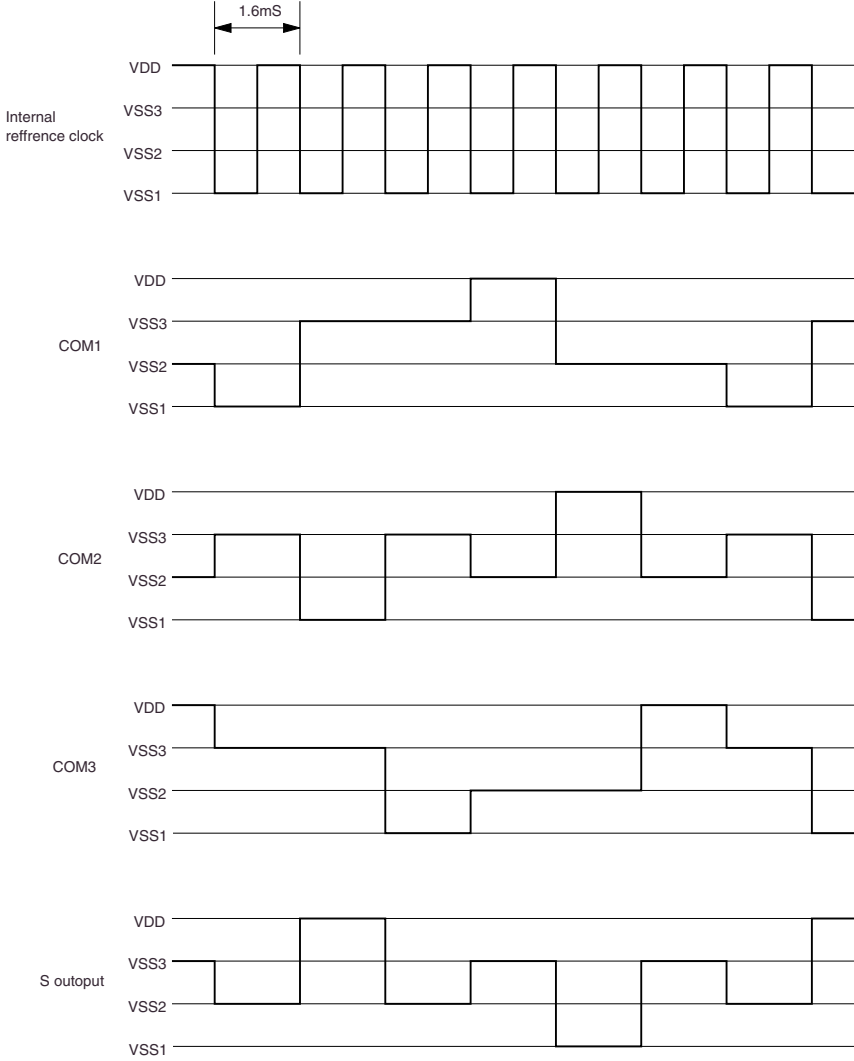 1.6mS
VDD
VSS3
Internal
reffrence clock
VSS2
VSS1
VDD
VSS3
COM1
VSS2
VSS1
VDD
VSS3
COM2
VSS2
VSS1
VDD
VSS3
COM3
VSS2
VSS1
VDD
VSS3
S outoput
VSS2
VSS1